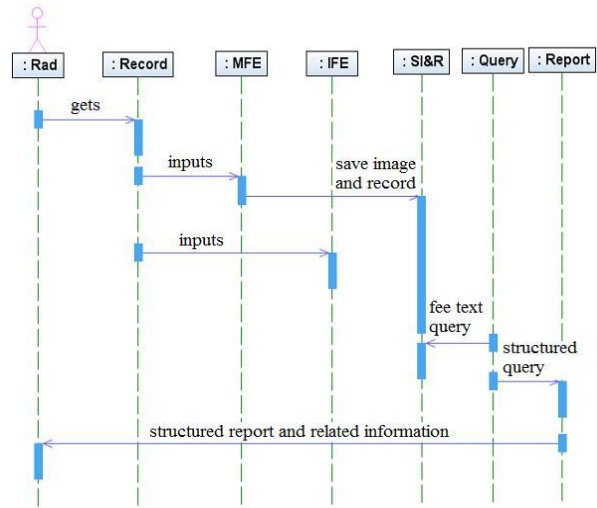 : Rad
: Record
: MFE
: IFE
: SI&R
: Query
: Report
gets
inputs
save image
and record
inputs
fee text
query
structured
query
structured report and related information